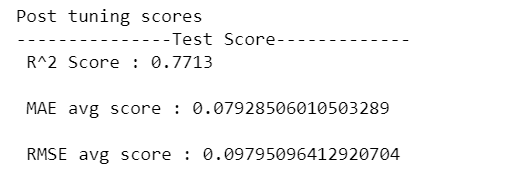 Post tuning scores
---------------Test Score-------------
R^2 Score : 0.7713
MAE avg score : 0.07928506010503289
RMSE avg score : 0.09795096412920704